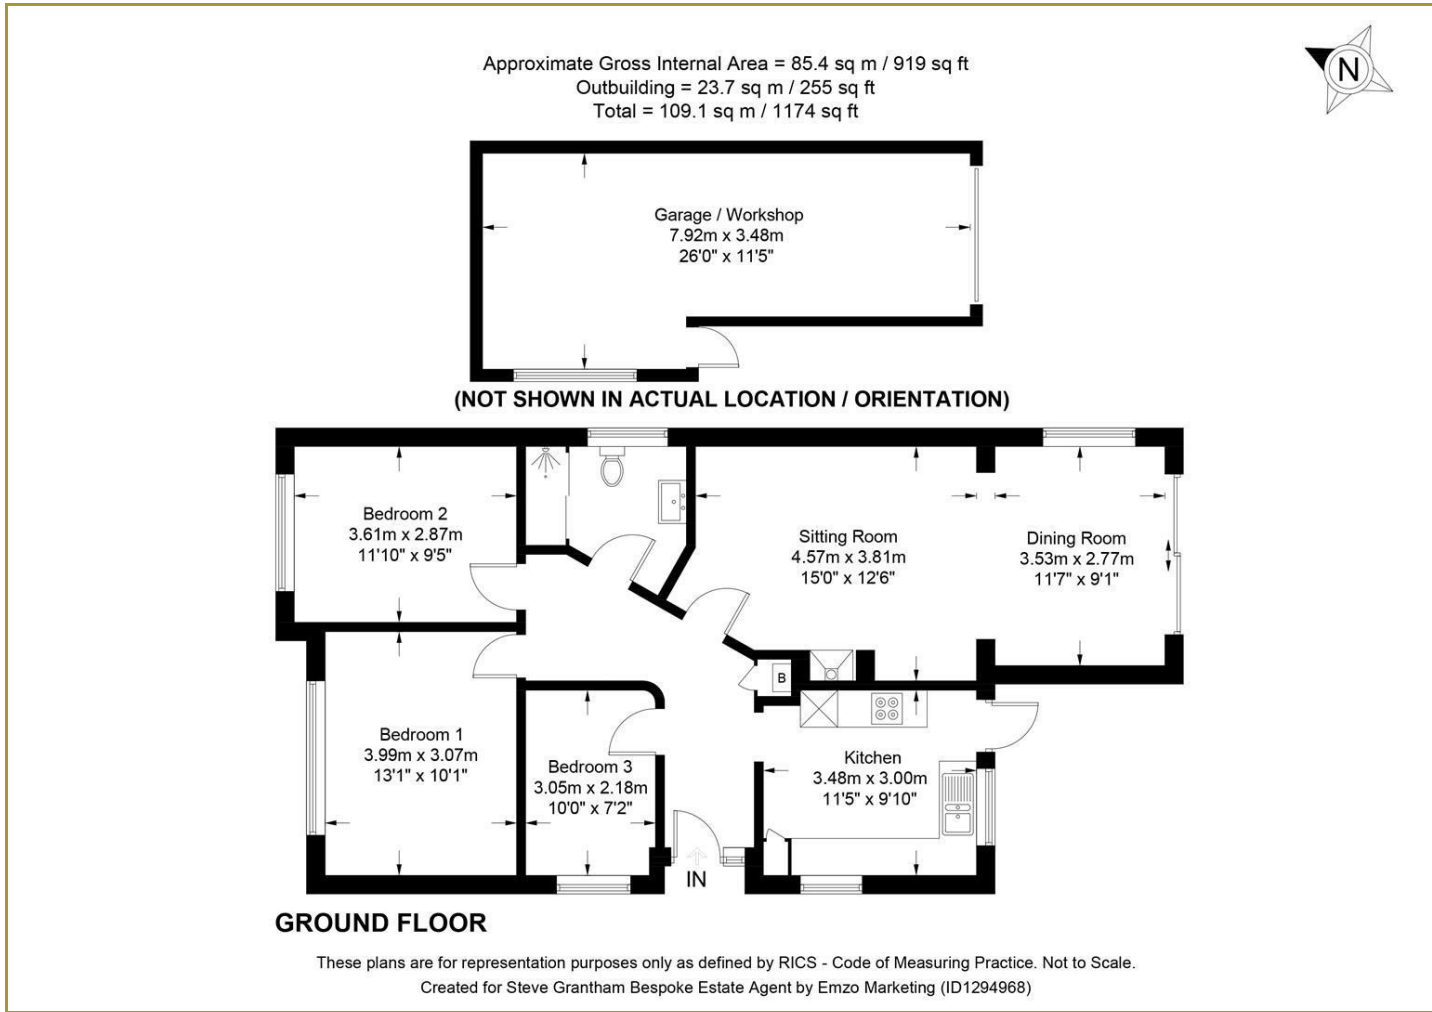 Approximate Gross Internal Area = 85.4 sq m / 919 sq ft
Outbuilding = 23.7 sq m / 255 sq ft
Total = 109.1 sq m / 1174 sq ft
N
Garage / Workshop
7.92m x 3.48m
26'0" x 11'5"
(NOT SHOWN IN ACTUAL LOCATION / ORIENTATION)
Bedroom 2
3.61m x 2.87m
11'10" x 9'5"
Sitting Room
4.57m x 3.81m
15'0" x 12'6"
Dining Room
3.53m x 2.77m
11'7" x 9'1"
B
Bedroom 1
3.99m x 3.07m
13'1" x 10'1"
Bedroom 3
3.05m x 2.18m
10'0" x 7'2"
Kitchen
3.48m x 3.00m
11'5" x 9'10"
IN
GROUND FLOOR
These plans are for representation purposes only as defined by RICS - Code of Measuring Practice. Not to Scale.
Created for Steve Grantham Bespoke Estate Agent by Emzo Marketing (ID1294968)